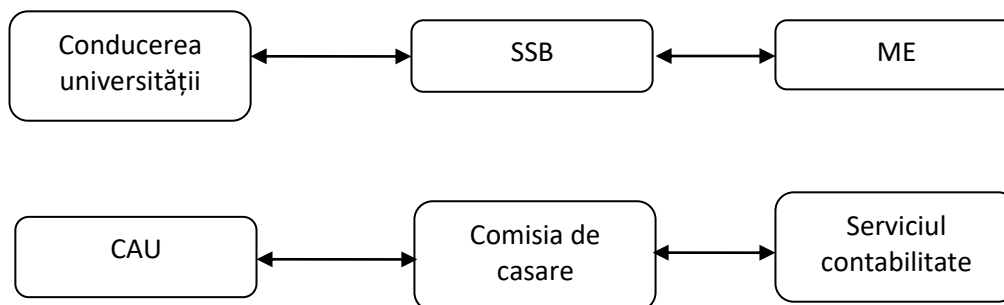 Conducerea
universității
SSB
ME
CAU
Comisia de
casare
Serviciul
contabilitate